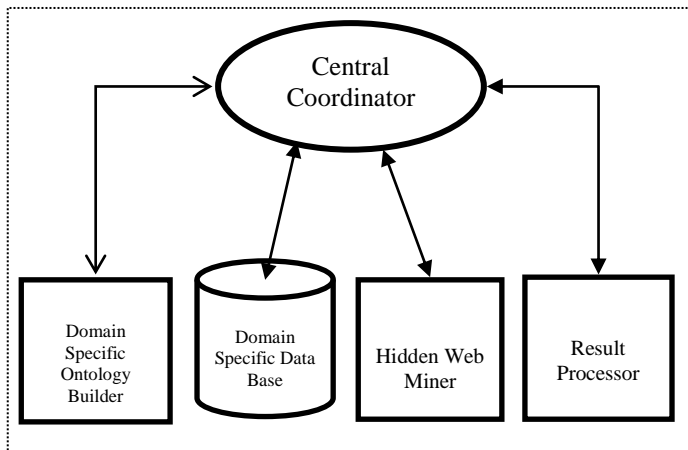 Central
Coordinator
Domain
Specific
Ontology
Builder
Domain
Specific Data
Base
Hidden Web
Miner
Result
Processor